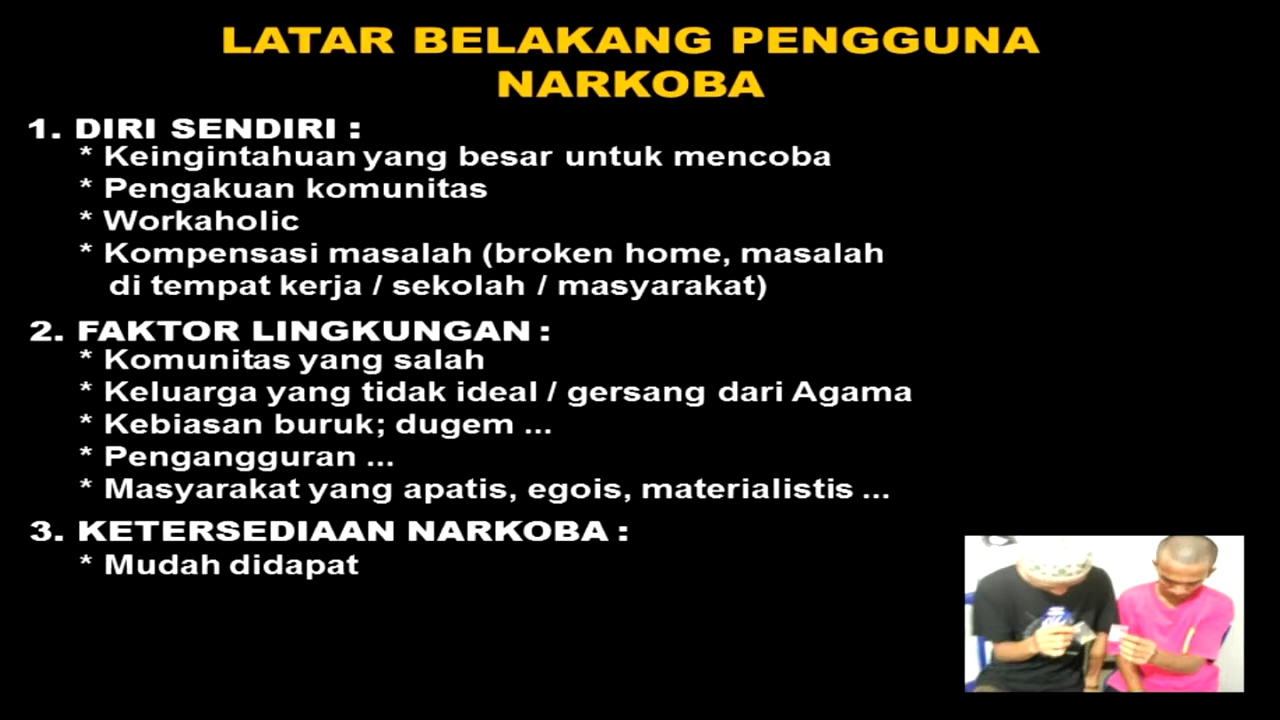 LATAR BELAKANG PENGGUNA
NARKOBA
1. DIRI SENDIRI :
* Keingintahuan yang besar untuk mencoba
* Pengakuan komunitas
* Workaholic
* Kompensasi masalah (broken home, masalah
di tempat kerja / sekolah / masyarakat)
2. FAKTOR LINGKUNGAN :
* Komunitas yang salah
* Keluarga yang tidak ideal / gersang dari Agama
* Kebiasan buruk; dugem ...
* Pengangguran ...
* Masyarakat yang apatis, egois, materialistis ...
3. KETERSEDIAAN NARKOBA :
* Mudah didapat